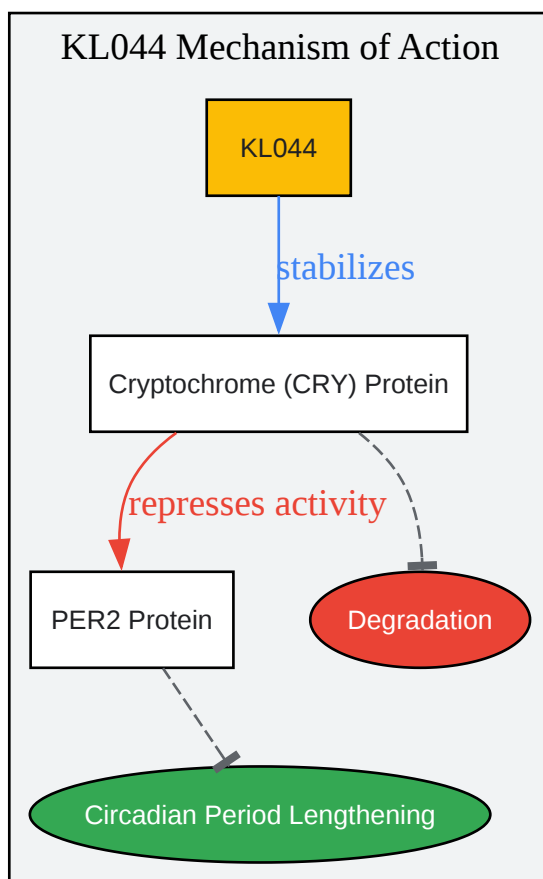 KL044 Mechanism of Action
KL044
stabilizes
Cryptochrome (CRY) Protein
represses activity
PER2 Protein
Degradation
Circadian Period Lengthening